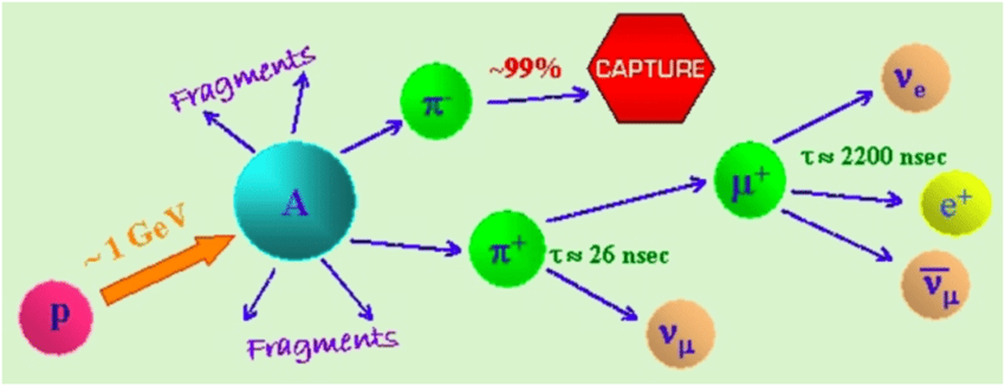 Fragments
π⁻
~99%
CAPTURE
νe
τ ≈ 2200 nsec
μ⁺
e⁺
A
~ 1 GeV
π⁺
τ ≈ 26 nsec
ν̅μ
p
νμ
Fragments